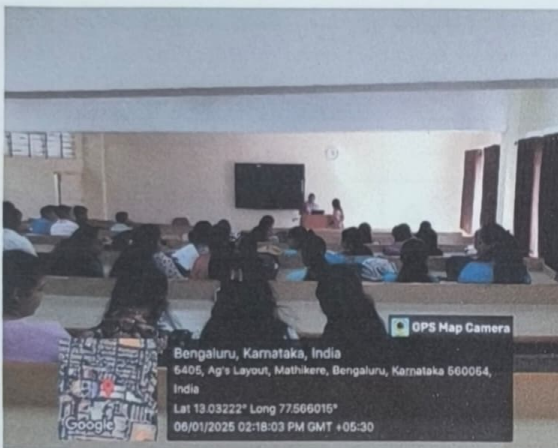 GPS Map Camera
Bengaluru, Karnataka, India
5405, Ag's Layout, Mathikere, Bengaluru, Karnataka 560054,
India
Lat 13.03222° Long 77.566015°
06/01/2025 02:18:03 PM GMT +05:30
Google